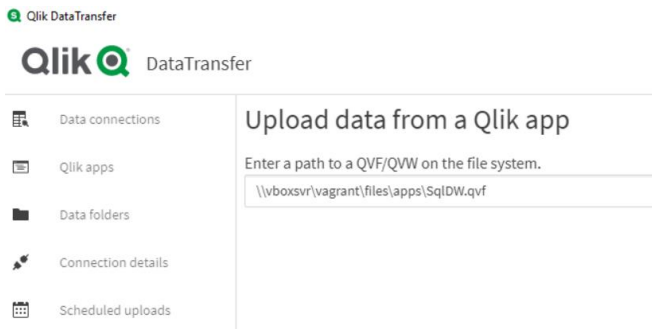 Qlik DataTransfer
Qlik DataTransfer
Data connections
Upload data from a Qlik app
Qlik apps
Enter a path to a QVF/QVW on the file system.
\\vboxsvr\vagrant\files\apps\SqlDW.qvf
Data folders
Connection details
Scheduled uploads